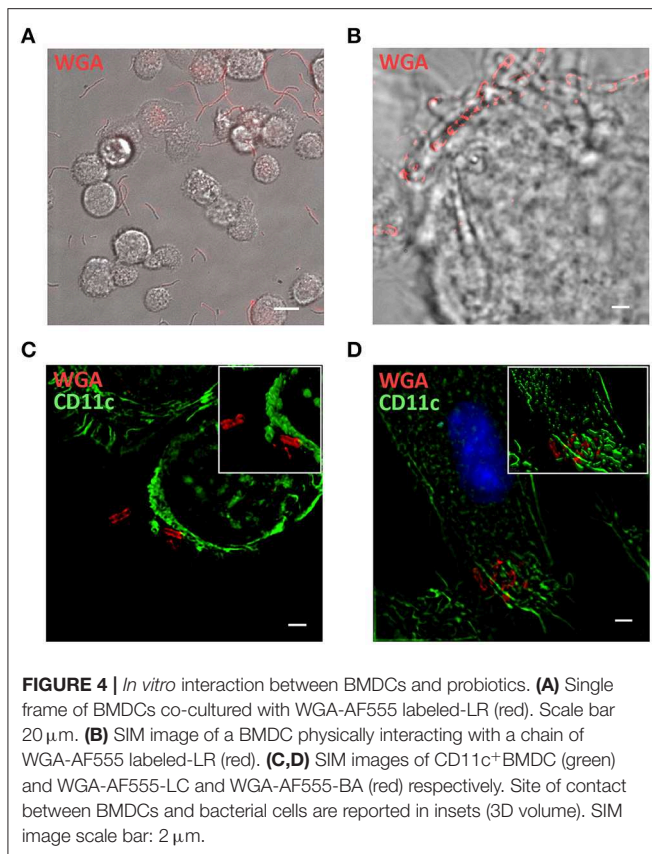 A
B
WGA
WGA
C
D
WGA
CD11c
WGA
CD11c
FIGURE 4 | In vitro interaction between BMDCs and probiotics. (A) Single
frame of BMDCs co-cultured with WGA-AF555 labeled-LR (red). Scale bar
20 μm. (B) SIM image of a BMDC physically interacting with a chain of
WGA-AF555 labeled-LR (red). (C,D) SIM images of CD11c+BMDC (green)
and WGA-AF555-LC and WGA-AF555-BA (red) respectively. Site of contact
between BMDCs and bacterial cells are reported in insets (3D volume). SIM
image scale bar: 2 μm.